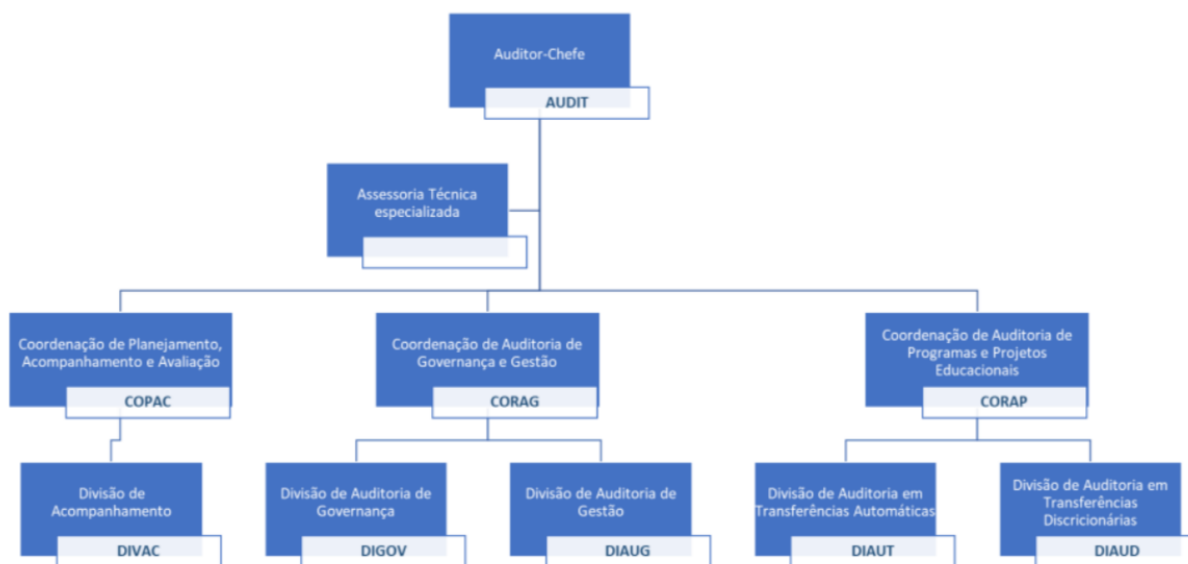 Auditor-Chefe
AUDIT
Assessoria Técnica
especializada
Coordenação de Planejamento,
Acompanhamento e Avaliação
COPAC
Coordenação de Auditoria de
Governança e Gestão
CORAG
Coordenação de Auditoria de
Programas e Projetos
Educacionais
CORAP
Divisão de
Acompanhamento
DIVAC
Divisão de Auditoria de
Governança
DIGOV
Divisão de Auditoria de
Gestão
DIAUG
Divisão de Auditoria em
Transferências Automáticas
DIAUT
Divisão de Auditoria em
Transferências
Discricionárias
DIAUD